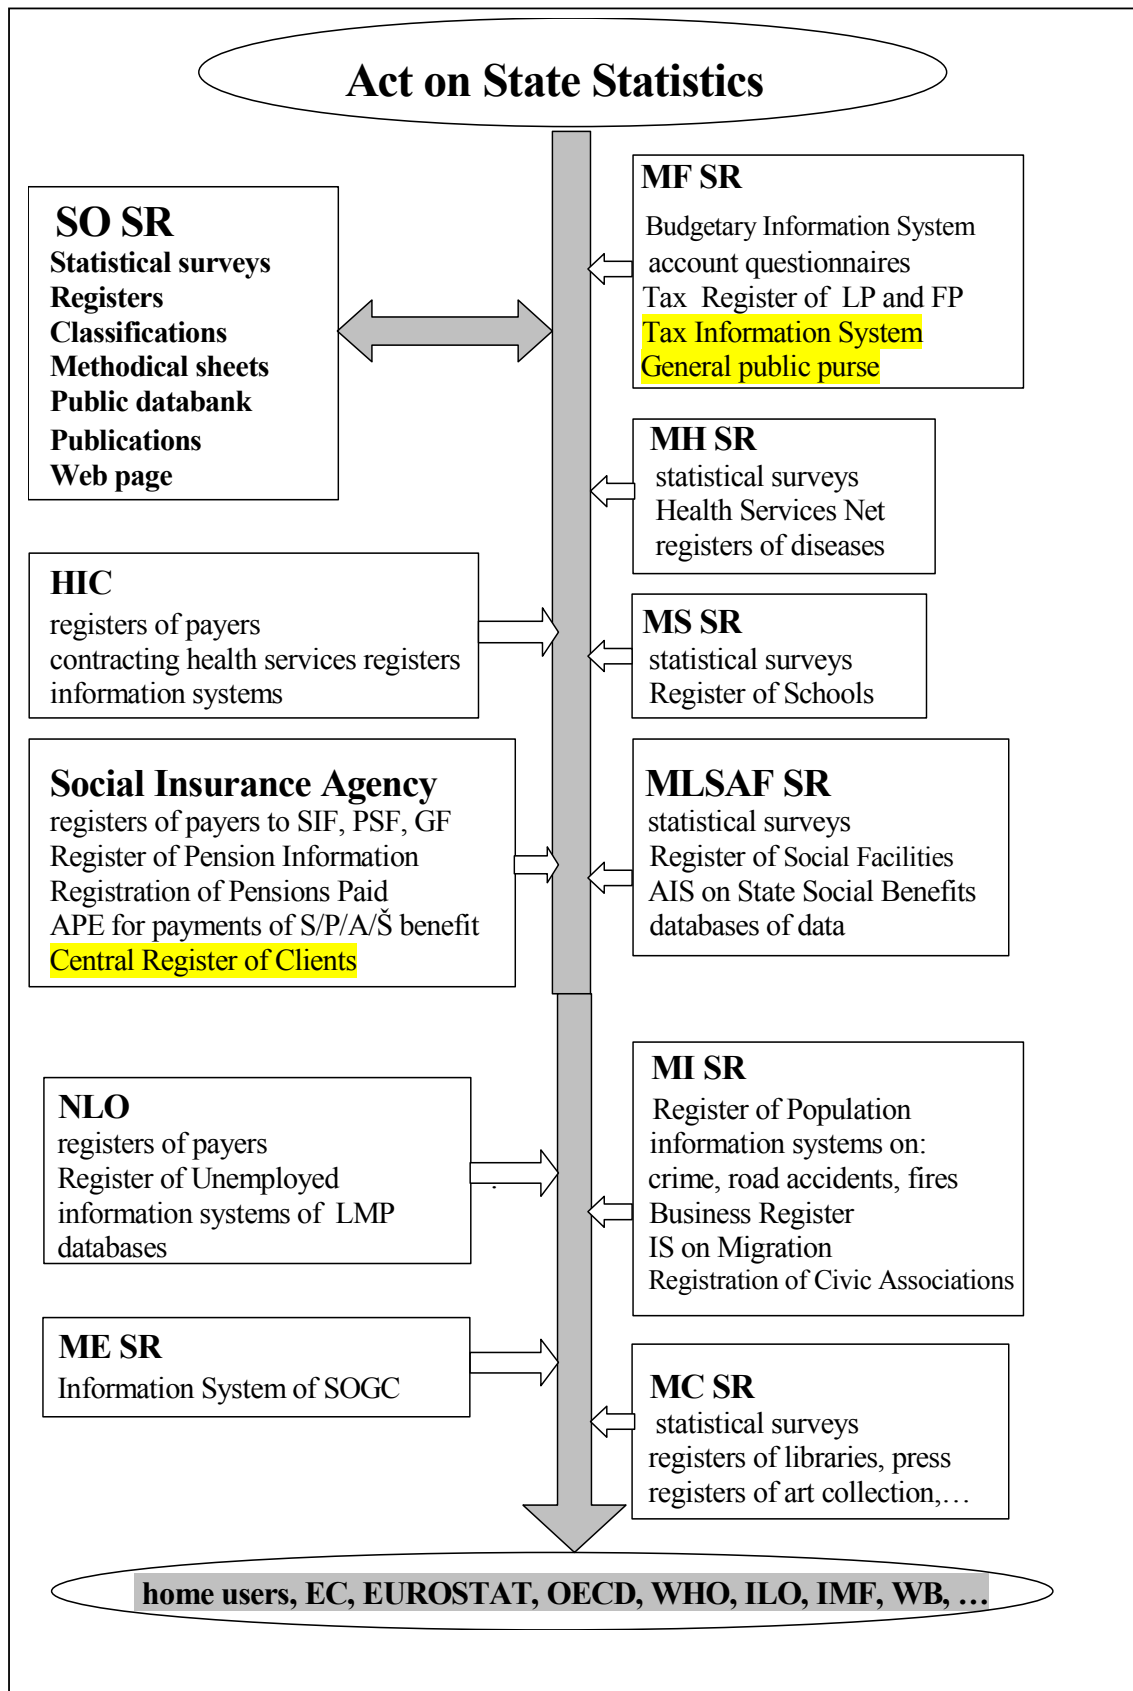 Act on State Statistics
SO SR
Statistical surveys
Registers
Classifications
Methodical sheets
Public databank
Publications
Web page
MF SR
Budgetary Information System
account questionnaires
Tax Register of LP and FP
Tax Information System
General public purse
MH SR
statistical surveys
Health Services Net
registers of diseases
HIC
registers of payers
contracting health services registers
information systems
MS SR
statistical surveys
Register of Schools
Social Insurance Agency
registers of payers to SIF, PSF, GF
Register of Pension Information
Registration of Pensions Paid
APE for payments of S/P/A/Š benefit
Central Register of Clients
MLSAF SR
statistical surveys
Register of Social Facilities
AIS on State Social Benefits
databases of data
NLO
registers of payers
Register of Unemployed
information systems of LMP
databases
MI SR
Register of Population
information systems on:
crime, road accidents, fires
Business Register
IS on Migration
Registration of Civic Associations
ME SR
Information System of SOGC
MC SR
statistical surveys
registers of libraries, press
registers of art collection,…
home users, EC, EUROSTAT, OECD, WHO, ILO, IMF, WB, …